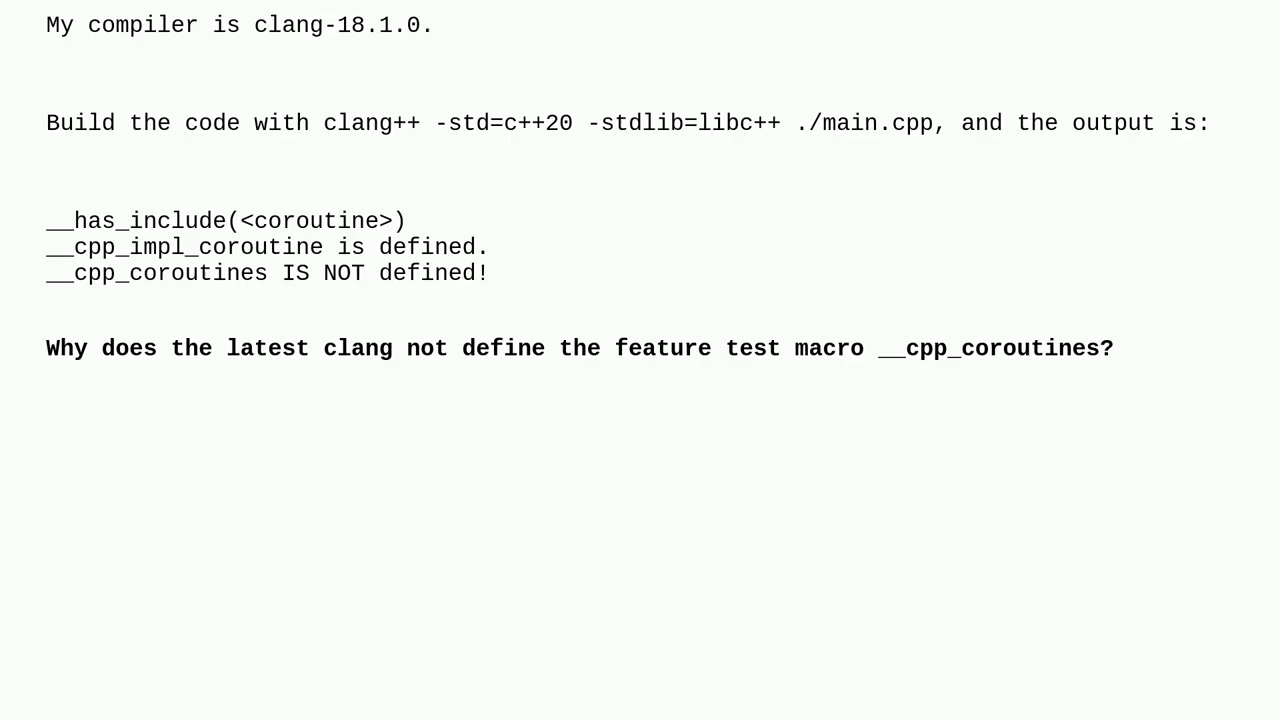 My compiler is clang-18.1.0.
Build the code with clang++ -std=c++20 -stdlib=libc++ ./main.cpp, and the output is:
__has_include(<coroutine>)
__cpp_impl_coroutine is defined.
__cpp_coroutines IS NOT defined!
Why does the latest clang not define the feature test macro __cpp_coroutines?